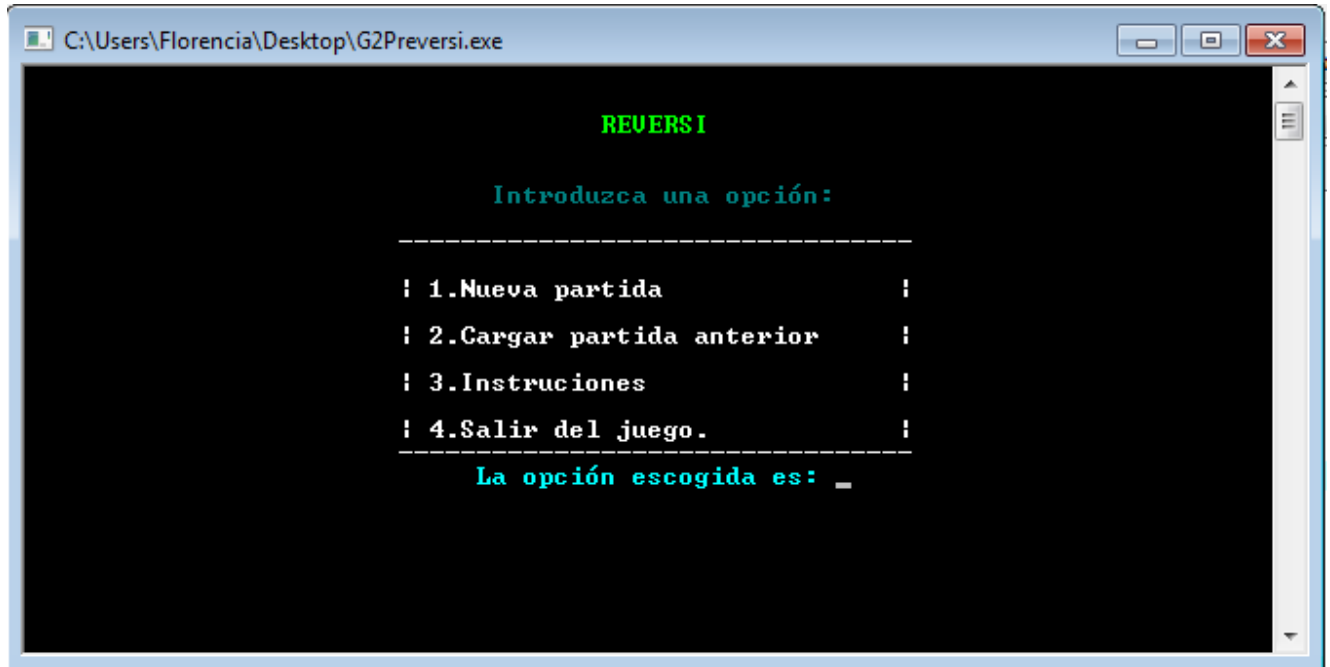 C:\Users\Florencia\Desktop\G2Preversi.exe
REVERSI
Introduzca una opción:
---------------------------------
¦ 1.Nueva partida ¦
¦ 2.Cargar partida anterior ¦
¦ 3.Instruciones ¦
¦ 4.Salir del juego. ¦
---------------------------------
La opción escogida es: _